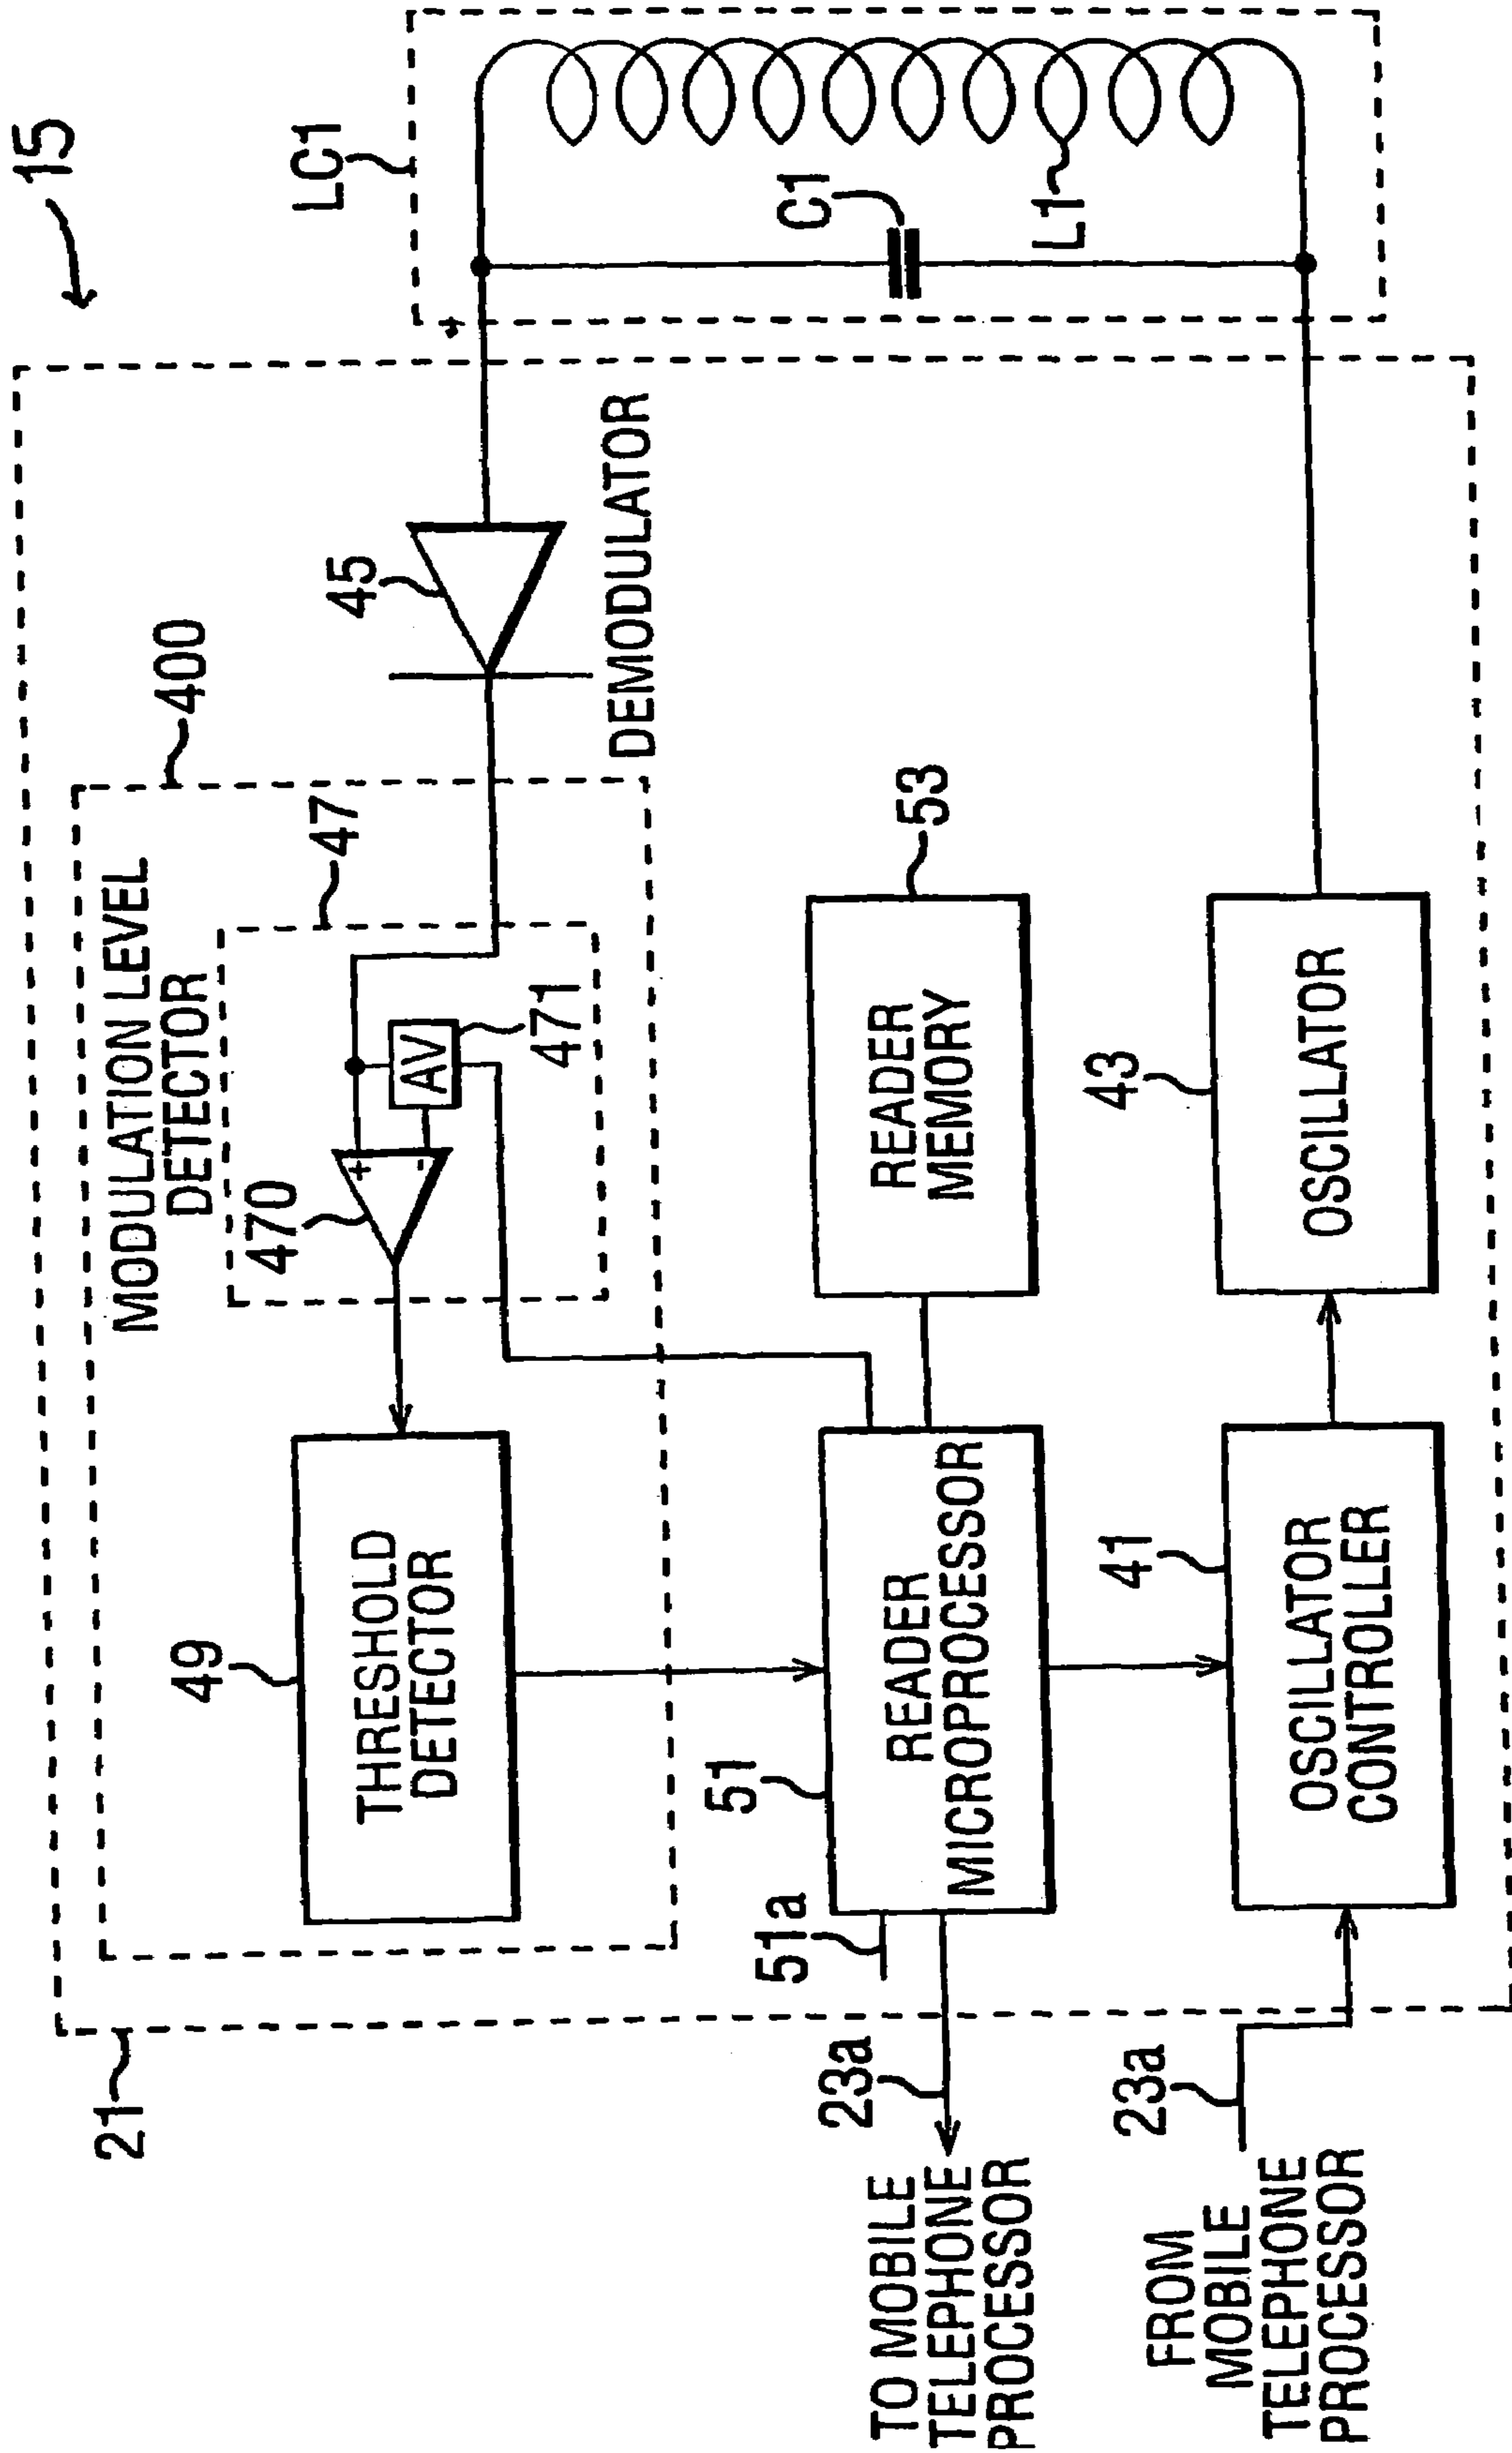 15
LC1
C1
L1
400
MODULATION LEVEL
DETECTOR
47
45
DEMODULATOR
470
+
-
AV
471
49
THRESHOLD
DETECTOR
53
READER
MEMORY
51
READER
MICROPROCESSOR
51a
43
OSCILLATOR
41
OSCILLATOR
CONTROLLER
21
23a
TO MOBILE
TELEPHONE
PROCESSOR
23a
FROM
MOBILE
TELEPHONE
PROCESSOR